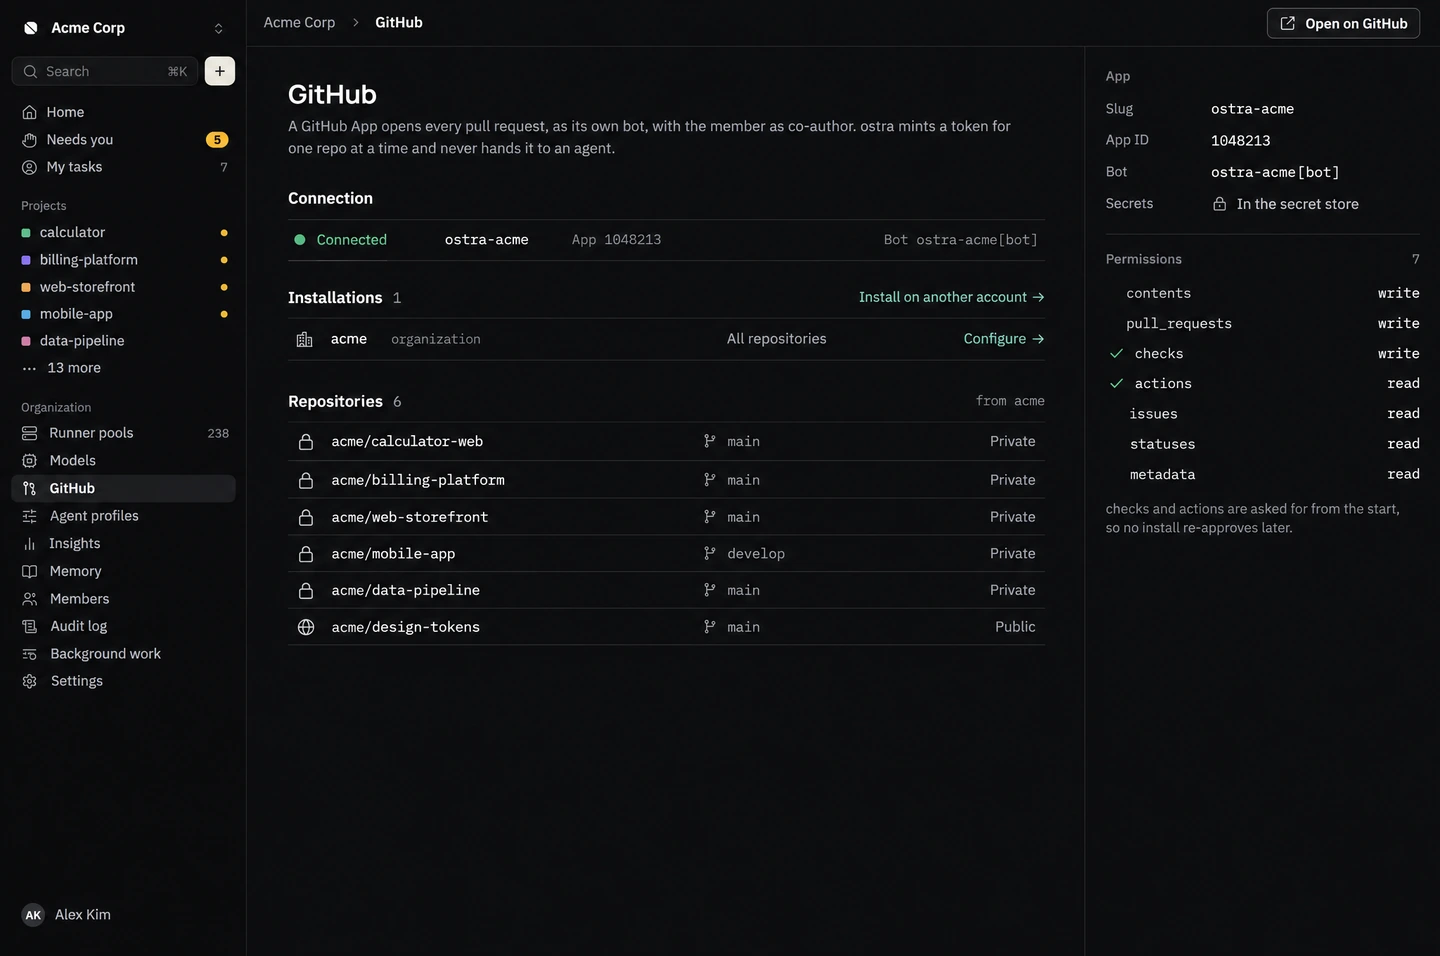 Acme Corp
Search ⌘K +
Home
Needs you 5
My tasks 7
Projects
calculator
billing-platform
web-storefront
mobile-app
data-pipeline
13 more
Organization
Runner pools 238
Models
GitHub
Agent profiles
Insights
Memory
Members
Audit log
Background work
Settings
AK Alex Kim
Acme Corp > GitHub
Open on GitHub
GitHub
A GitHub App opens every pull request, as its own bot, with the member as co-author. ostra mints a token for
one repo at a time and never hands it to an agent.
Connection
Connected ostra-acme App 1048213 Bot ostra-acme[bot]
Installations 1 Install on another account →
acme organization All repositories Configure →
Repositories 6 from acme
acme/calculator-web main Private
acme/billing-platform main Private
acme/web-storefront main Private
acme/mobile-app develop Private
acme/data-pipeline main Private
acme/design-tokens main Public
App
Slug ostra-acme
App ID 1048213
Bot ostra-acme[bot]
Secrets In the secret store
Permissions 7
contents write
pull_requests write
checks write
actions read
issues read
statuses read
metadata read
checks and actions are asked for from the start,
so no install re-approves later.